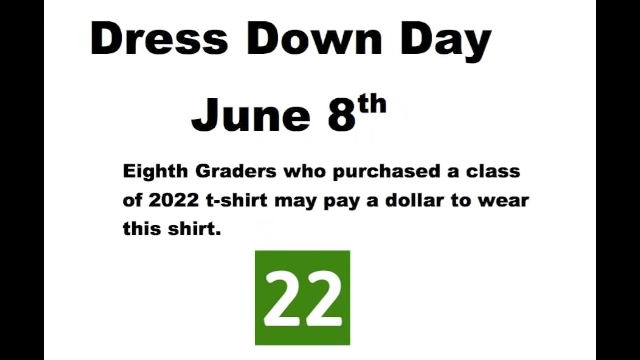 Dress Down Day
June 8th
Eighth Graders who purchased a class
of 2022 t-shirt may pay a dollar to wear
this shirt.
22